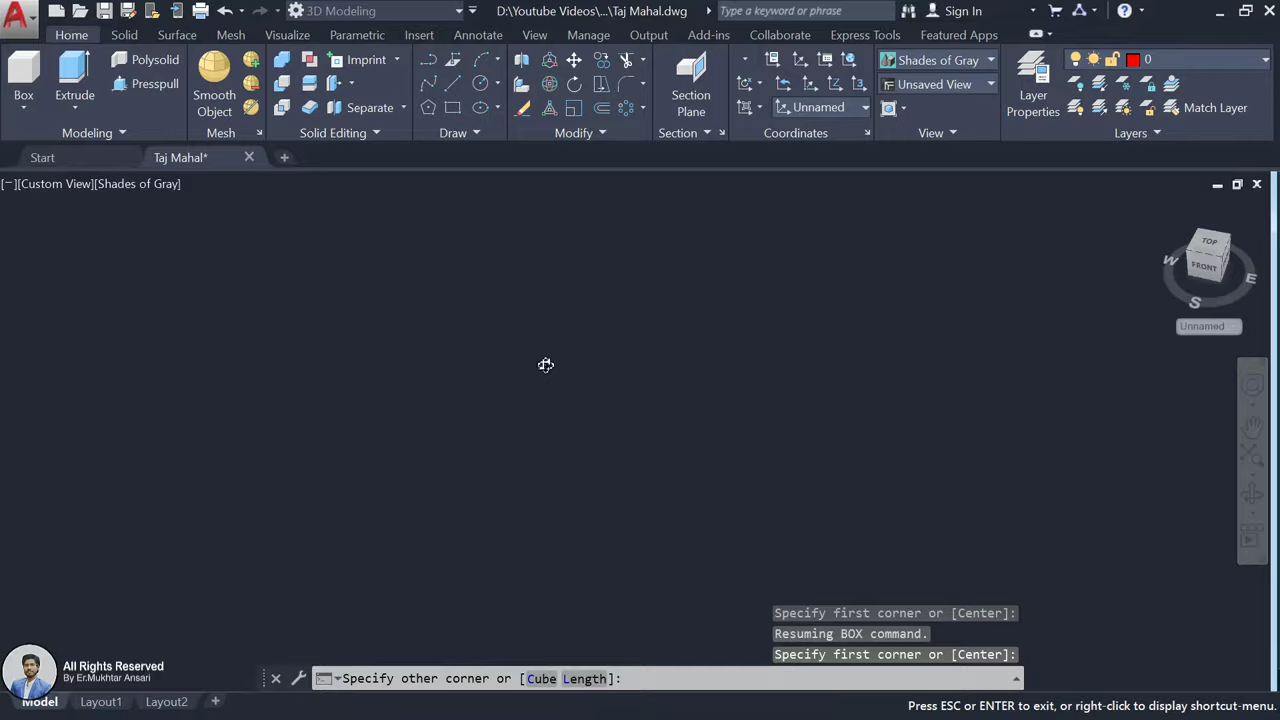 3D Modeling D:\Youtube Videos\...\Taj Mahal.dwg Type a keyword or phrase Sign In
Home Solid Surface Mesh Visualize Parametric Insert Annotate View Manage Output Add-ins Collaborate Express Tools Featured Apps
Box Extrude Polysolid Presspull Smooth Object Imprint Separate Section Plane Unnamed Shades of Gray Unsaved View Layer Properties 0 Match Layer
Modeling Mesh Solid Editing Draw Modify Section Coordinates View Layers
Start Taj Mahal*
[−][Custom View][Shades of Gray]
TOP
FRONT
W
E
S
Unnamed
Specify first corner or [Center]:
Resuming BOX command.
Specify first corner or [Center]:
All Rights Reserved
By Er.Mukhtar Ansari
Specify other corner or [Cube Length]:
Model Layout1 Layout2
Press ESC or ENTER to exit, or right-click to display shortcut-menu.